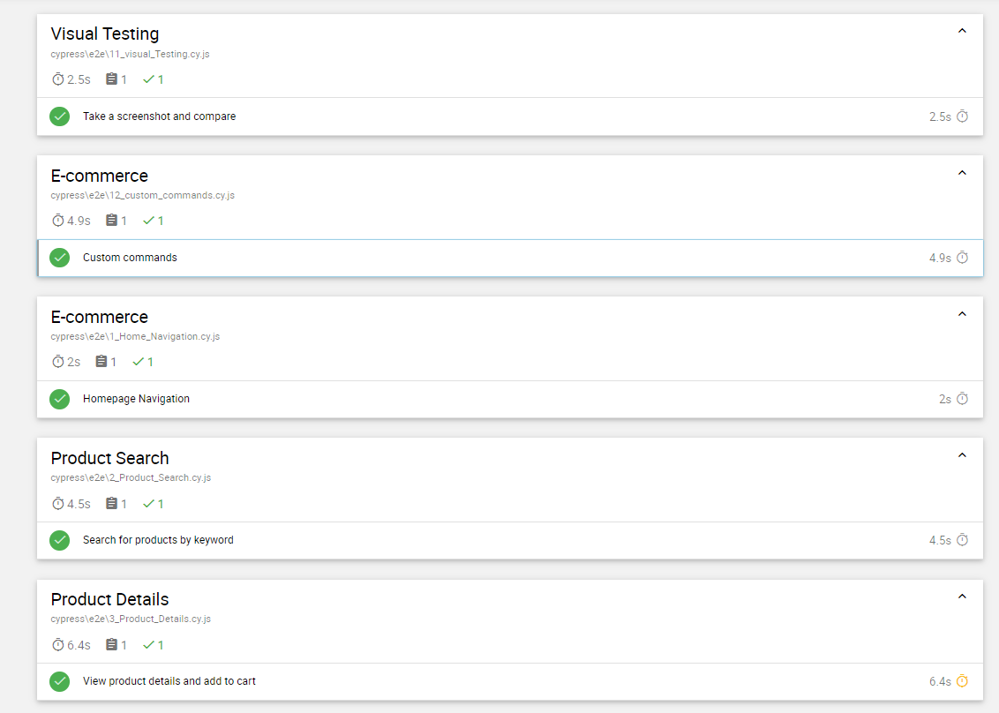 Visual Testing
cypress\e2e\11_visual_Testing.cy.js
2.5s 1 1
Take a screenshot and compare 2.5s
E-commerce
cypress\e2e\12_custom_commands.cy.js
4.9s 1 1
Custom commands 4.9s
E-commerce
cypress\e2e\1_Home_Navigation.cy.js
2s 1 1
Homepage Navigation 2s
Product Search
cypress\e2e\2_Product_Search.cy.js
4.5s 1 1
Search for products by keyword 4.5s
Product Details
cypress\e2e\3_Product_Details.cy.js
6.4s 1 1
View product details and add to cart 6.4s